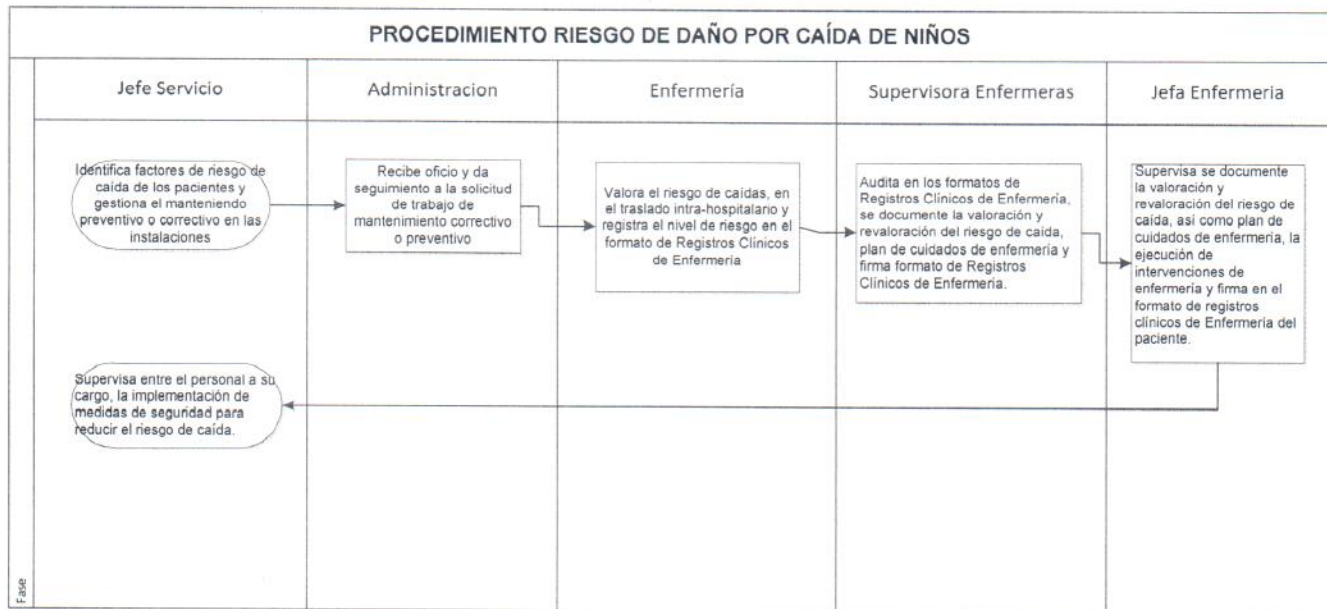 PROCEDIMIENTO RIESGO DE DAÑO POR CAÍDA DE NIÑOS
Jefe Servicio
Administracion
Enfermería
Supervisora Enfermeras
Jefa Enfermeria
Identifica factores de riesgo de
caída de los pacientes y
gestiona el manteniendo
preventivo o correctivo en las
instalaciones
Recibe oficio y da
seguimiento a la solicitud
de trabajo de
mantenimiento correctivo
o preventivo
Valora el riesgo de caídas, en
el traslado intra-hospitalario y
registra el nivel de riesgo en el
formato de Registros Clínicos
de Enfermería
Audita en los formatos de
Registros Clínicos de Enfermería,
se documente la valoración y
revaloración del riesgo de caída,
plan de cuidados de enfermería y
firma formato de Registros
Clínicos de Enfermería.
Supervisa se documente
la valoración y
revaloración del riesgo de
caída, así como plan de
cuidados de enfermería, la
ejecución de
intervenciones de
enfermería y firma en el
formato de registros
clínicos de Enfermería del
paciente.
Supervisa entre el personal a su
cargo, la implementación de
medidas de seguridad para
reducir el riesgo de caída.
Fase